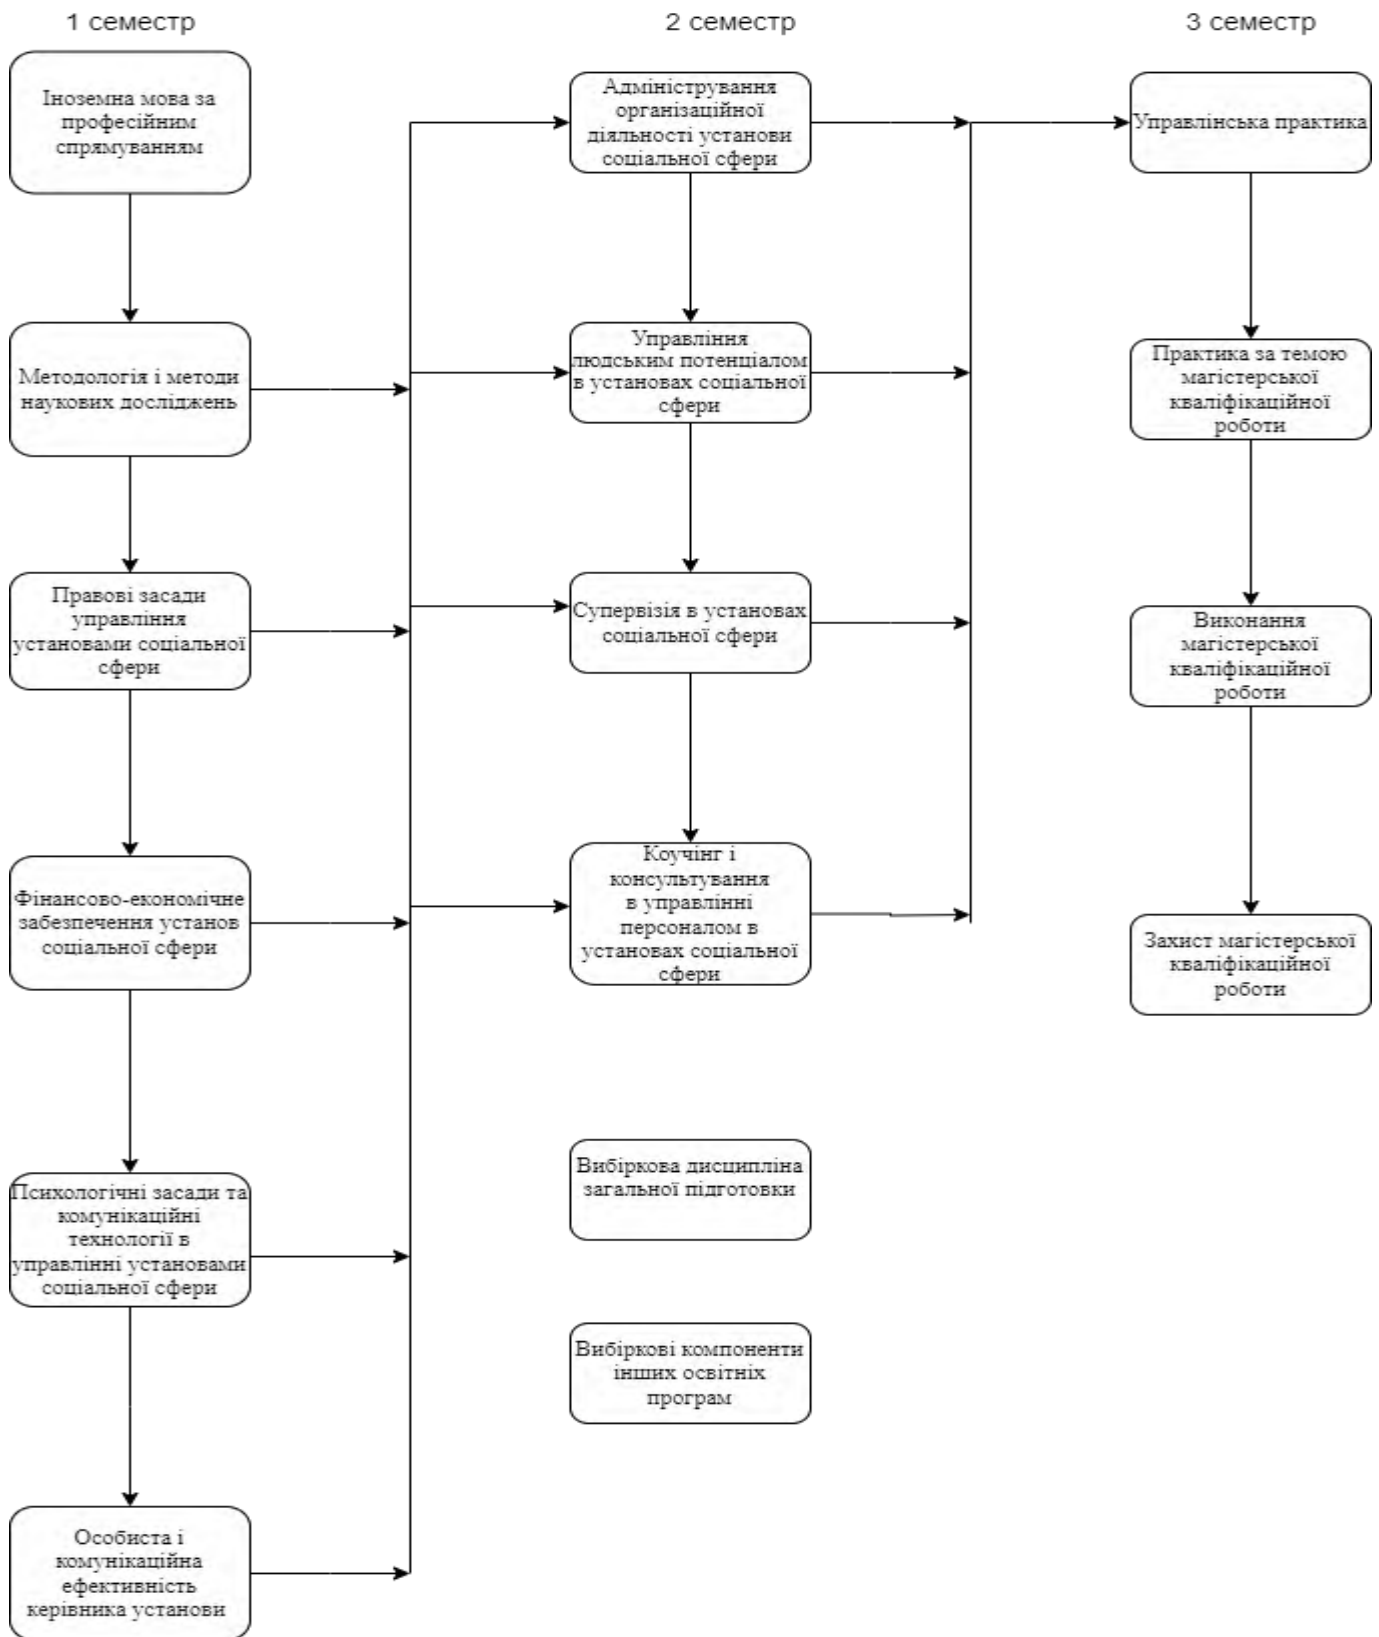 1 семестр
2 семестр
3 семестр
Іноземна мова за
професійним
спрямуванням
Методологія і методи
наукових досліджень
Правові засади
управління
установами соціальної
сфери
Фінансово-економічне
забезпечення установ
соціальної сфери
Психологічні засади та
комунікаційні
технології в
управлінні установами
соціальної сфери
Особиста і
комунікаційна
ефективність
керівника установи
Адміністрування
організаційної
діяльності установи
соціальної сфери
Управління
людським потенціалом
в установах соціальної
сфери
Супервізія в установах
соціальної сфери
Коучінг і
консультування
в управлінні
персоналом в
установах соціальної
сфери
Вибіркова дисципліна
загальної підготовки
Вибіркові компоненти
інших освітніх
програм
Управлінська практика
Практика за темою
магістерської
кваліфікаційної
роботи
Виконання
магістерської
кваліфікаційної
роботи
Захист магістерської
кваліфікаційної
роботи